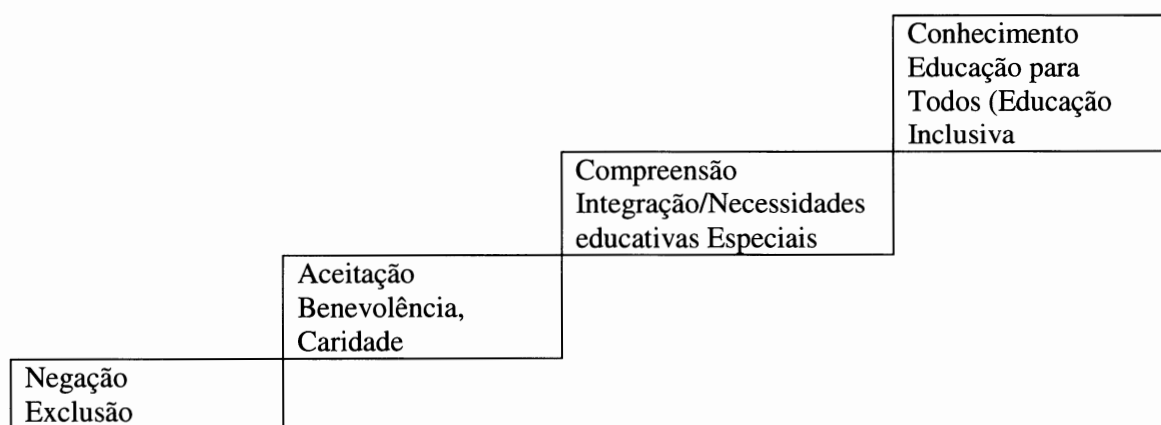 Conhecimento
Educação para
Todos (Educação
Inclusiva
Compreensão
Integração/Necessidades
educativas Especiais
Aceitação
Benevolência,
Caridade
Negação
Exclusão